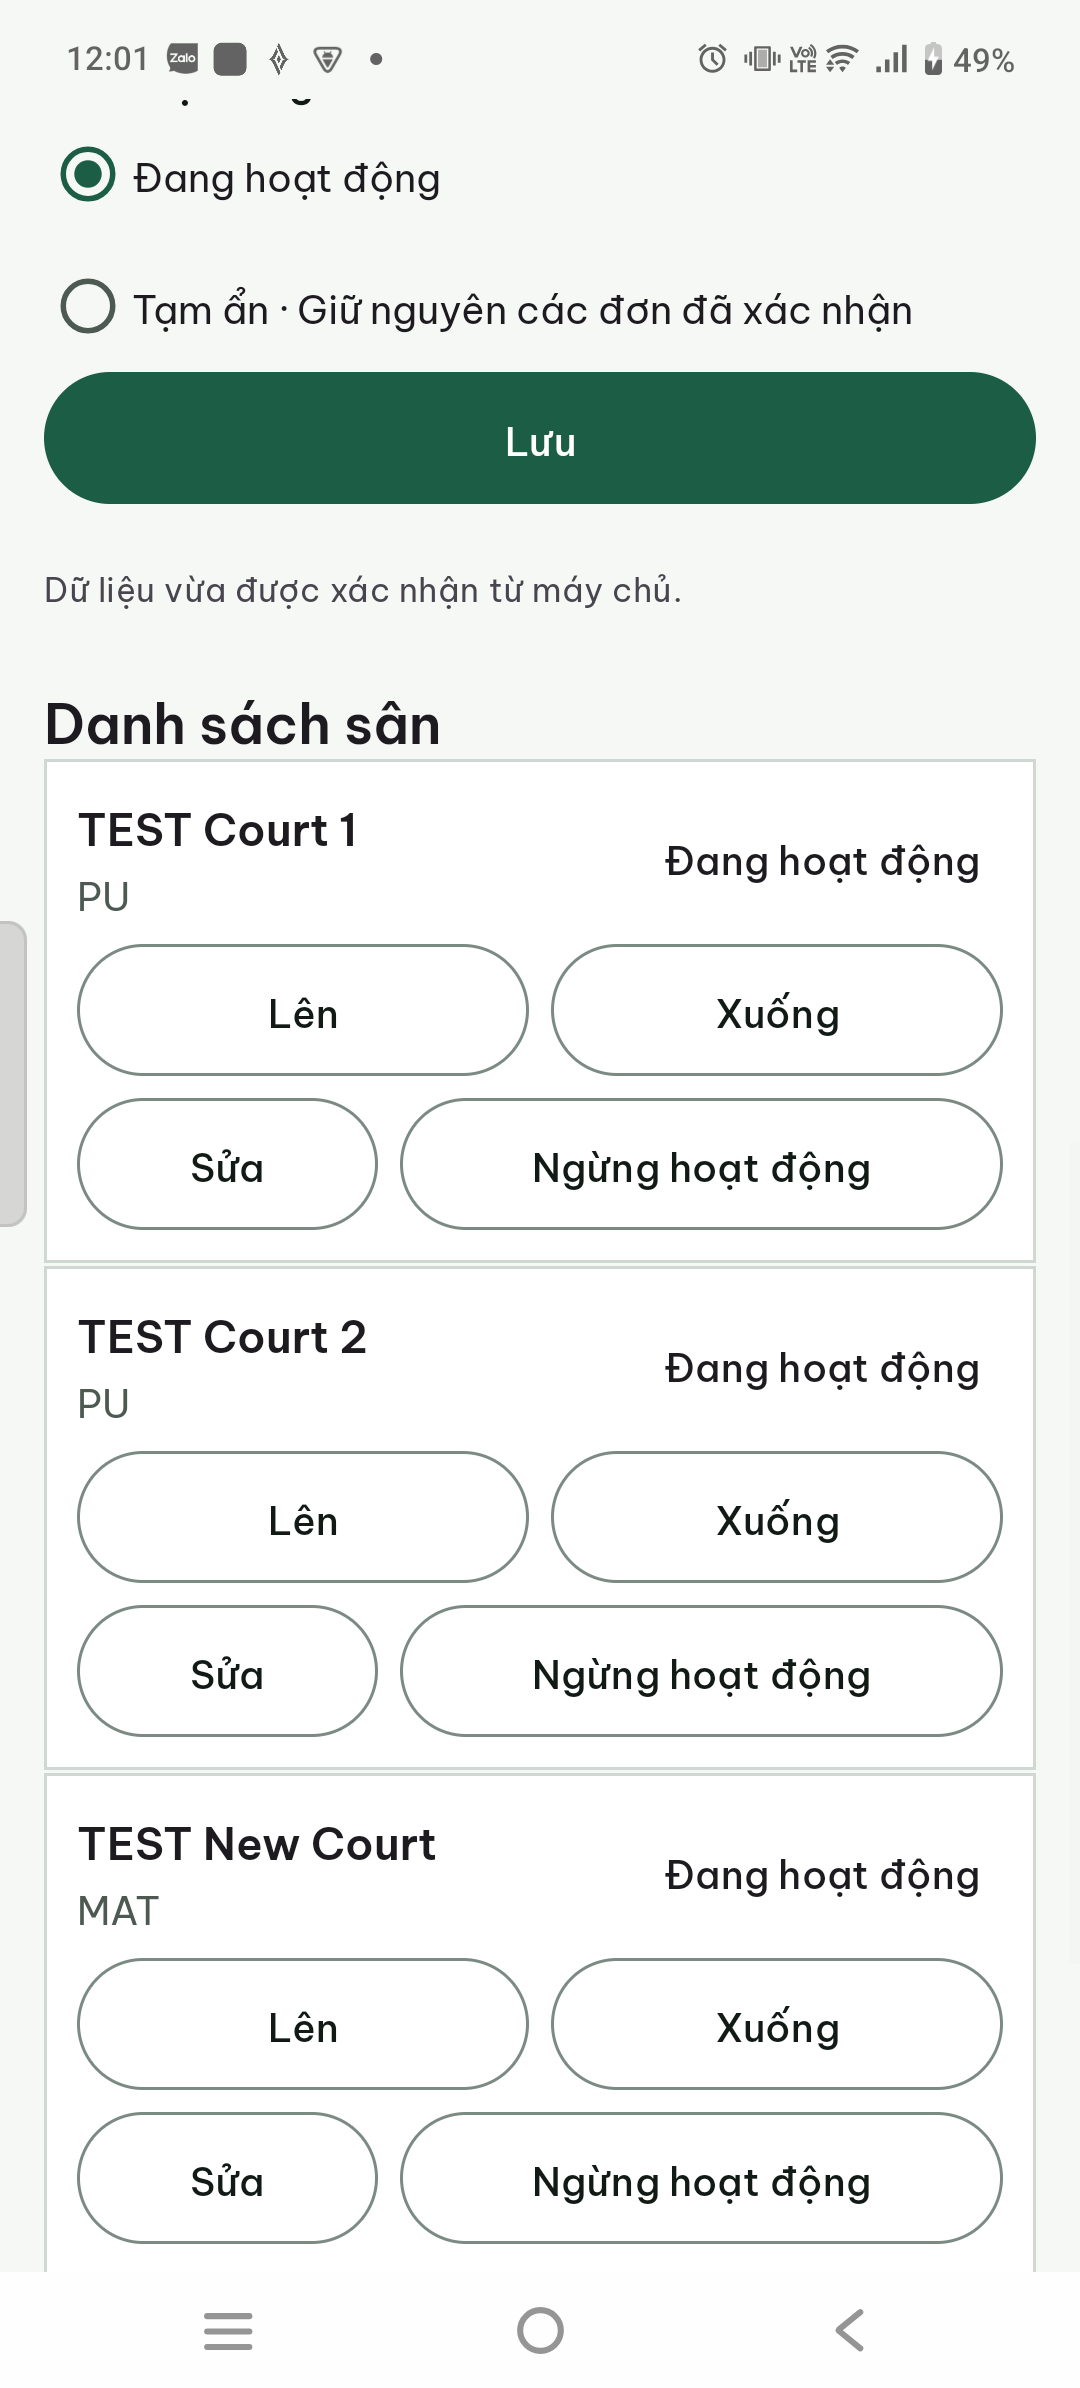 12:01 Zalo Vo)) LTE 49%
Đang hoạt động
Tạm ẩn · Giữ nguyên các đơn đã xác nhận
Lưu
Dữ liệu vừa được xác nhận từ máy chủ.
Danh sách sân
TEST Court 1
Đang hoạt động
PU
Lên Xuống
Sửa Ngừng hoạt động
TEST Court 2
Đang hoạt động
PU
Lên Xuống
Sửa Ngừng hoạt động
TEST New Court
Đang hoạt động
MAT
Lên Xuống
Sửa Ngừng hoạt động